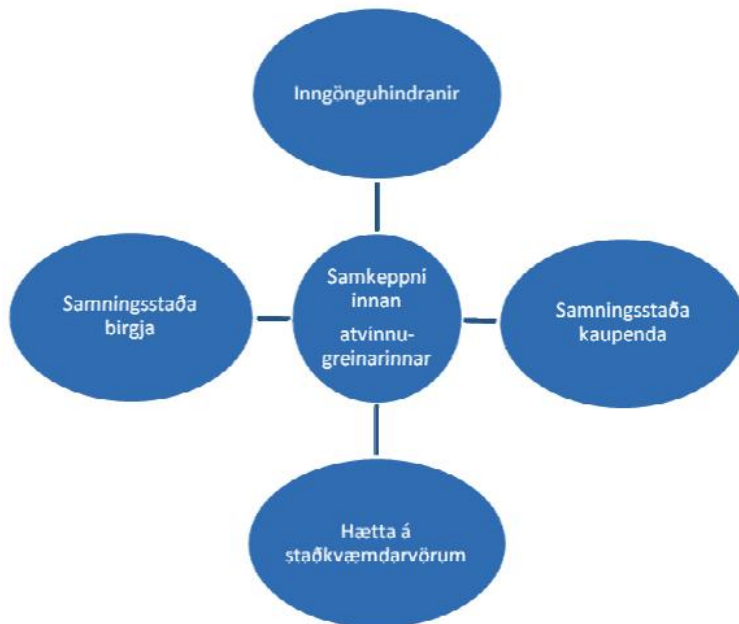 Inngönguhindranir
Samningsstaða
birgja
Samkeppni
innan
atvinnu-
greinarinnar
Samningsstaða
kaupenda
Hætta á
staðkvæmdarvörum